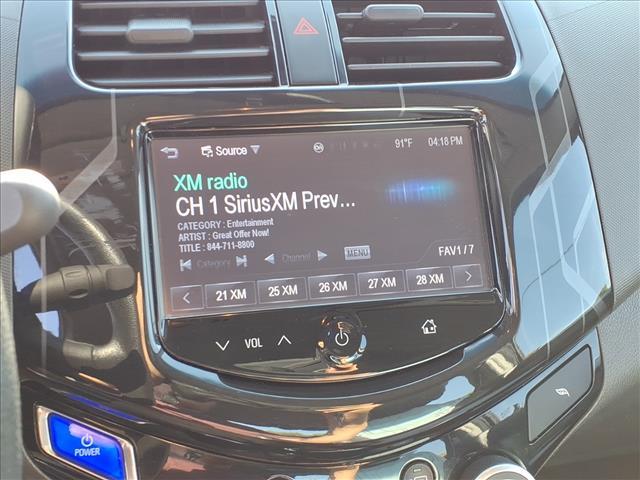 Source 91°F 04:18 PM
XM radio
CH 1 SiriusXM Prev...
CATEGORY : Entertainment
ARTIST : Great Offer Now!
TITLE : 844-711-8800
Category Channel MENU FAV1 / 7
21 XM 25 XM 26 XM 27 XM 28 XM
VOL
POWER